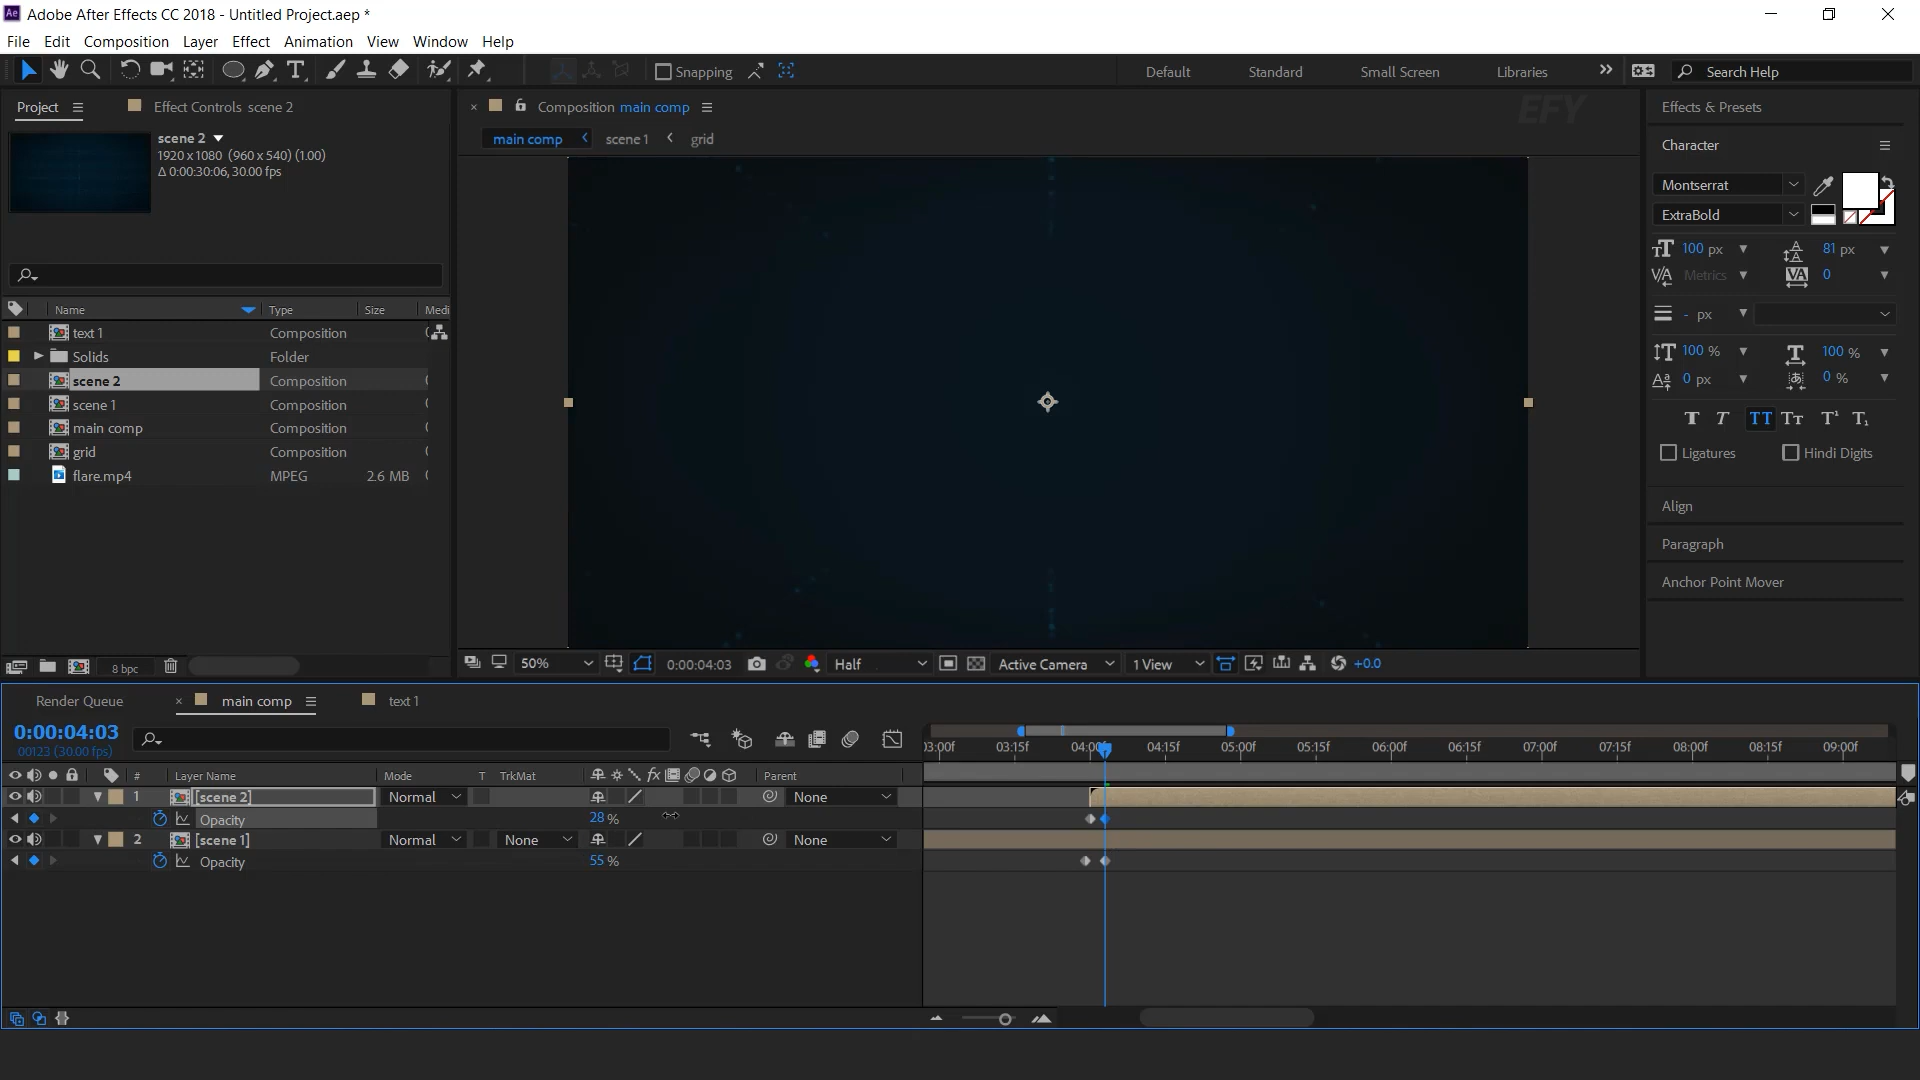 Adobe After Effects CC 2018 - Untitled Project.aep *
File Edit Composition Layer Effect Animation View Window Help
Snapping
Default Standard Small Screen Libraries
Search Help
Project
Effect Controls scene 2
Composition main comp
EFY
Effects & Presets
scene 2
1920 x 1080 (960 x 540) (1.00)
Δ 0:00:30:06, 30.00 fps
main comp scene 1 grid
Character
Montserrat
ExtraBold
100 px 81 px
Metrics 0
- px
100 % 100 %
0 px 0 %
Ligatures Hindi Digits
Align
Paragraph
Anchor Point Mover
Name Type Size Medi
text 1 Composition
Solids Folder
scene 2 Composition
scene 1 Composition
main comp Composition
grid Composition
flare.mp4 MPEG 2.6 MB
8 bpc
50% 0:00:04:03 Half Active Camera 1 View +0.0
Render Queue main comp text 1
0:00:04:03
00123 (30.00 fps)
03:00f 03:15f 04:00f 04:15f 05:00f 05:15f 06:00f 06:15f 07:00f 07:15f 08:00f 08:15f 09:00f
# Layer Name Mode T TrkMat fx Parent
1 [scene 2] Normal None
Opacity 28 %
2 [scene 1] Normal None None
Opacity 55 %